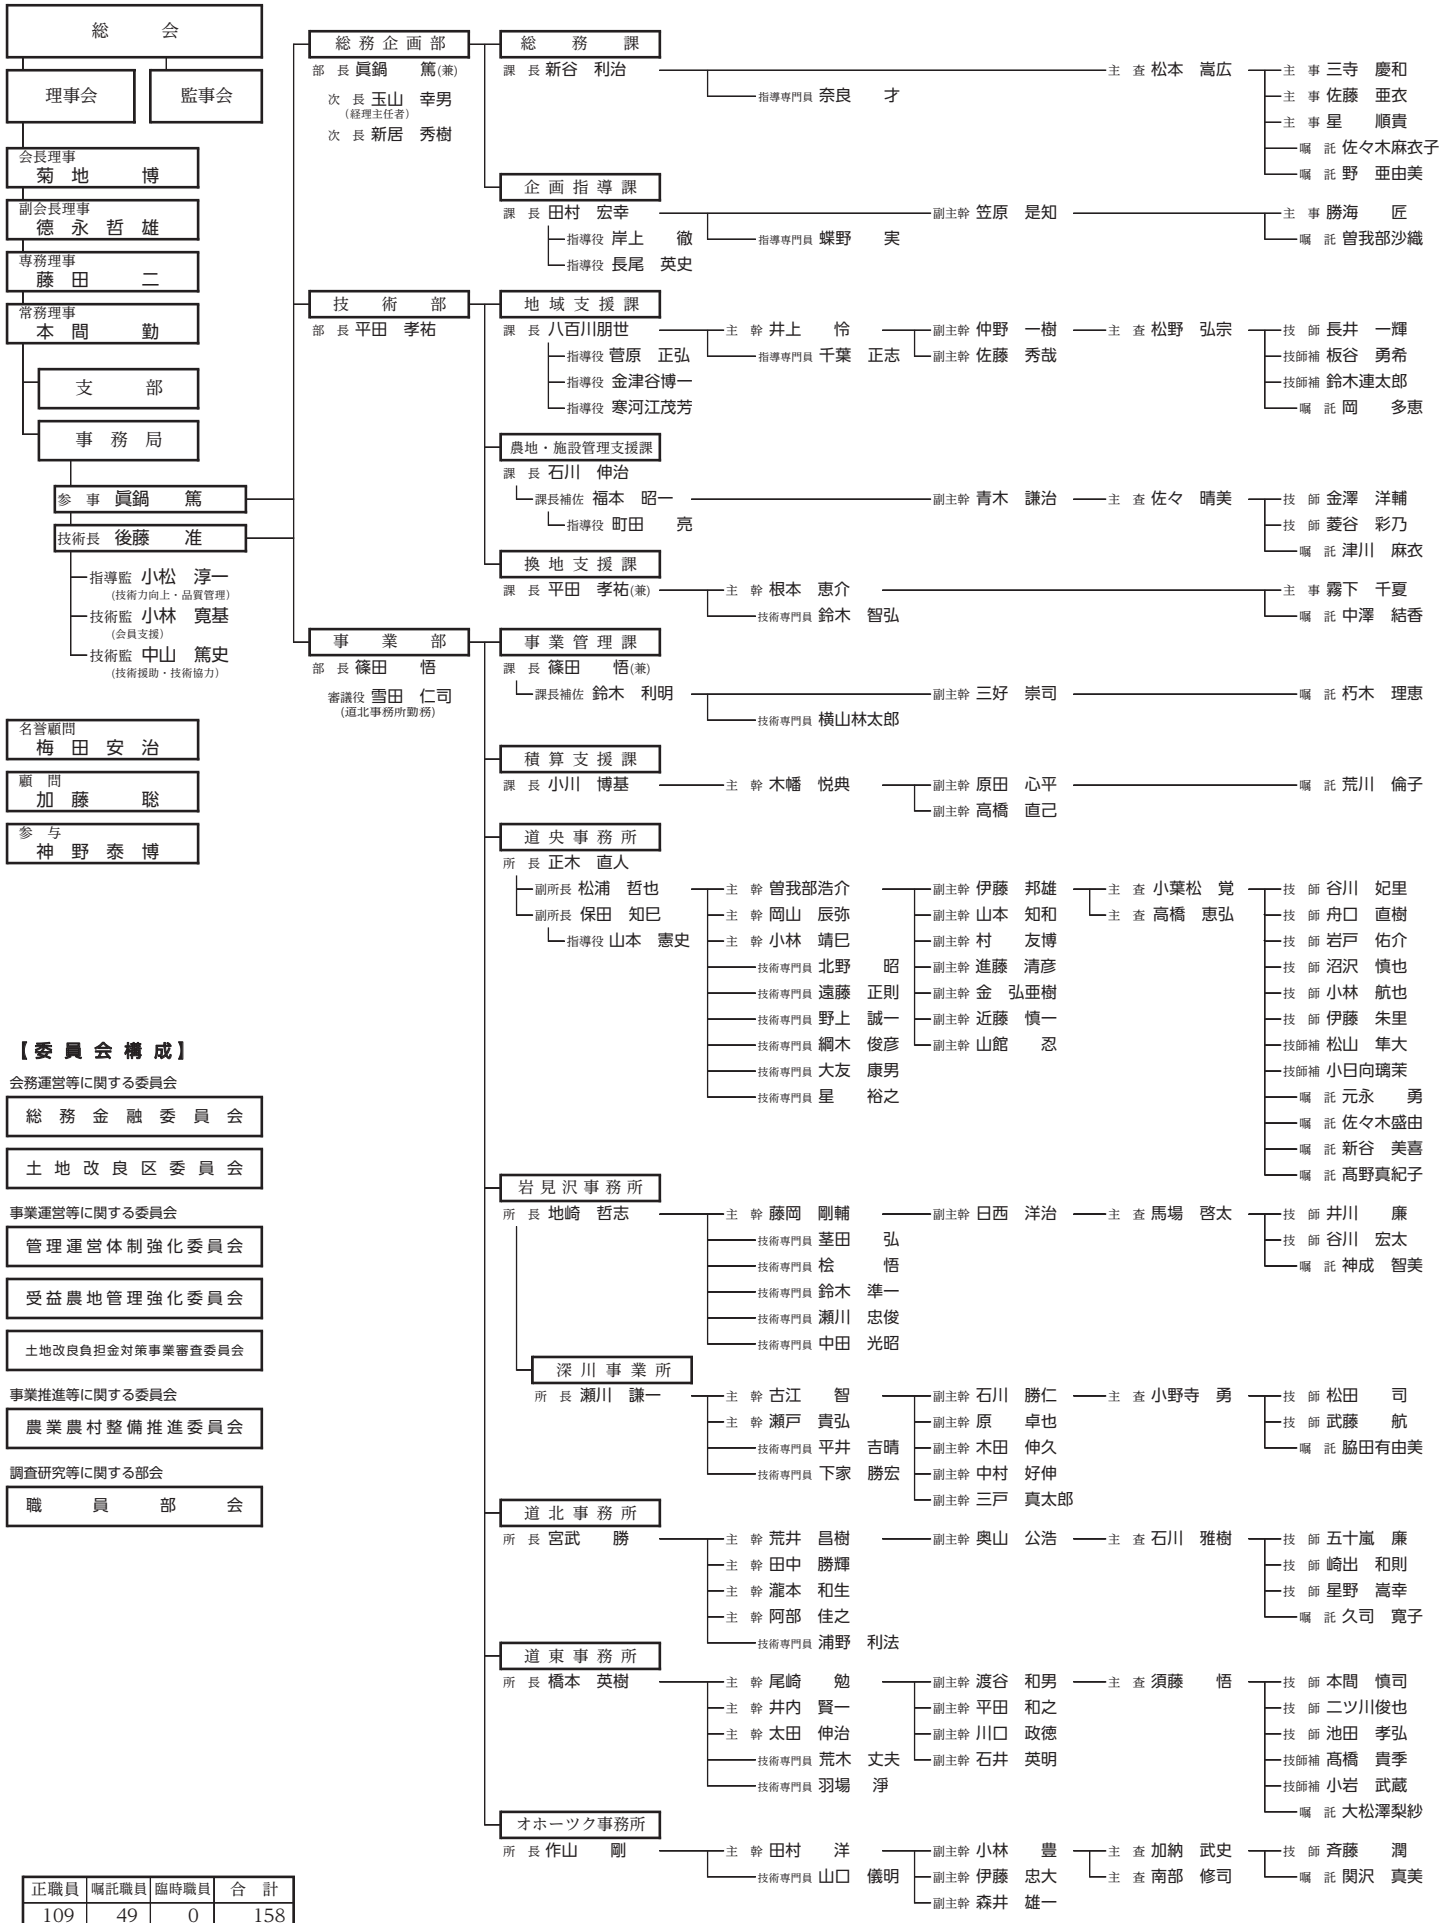 総会
理事会
監事会
会長理事
菊地 博
副会長理事
德永哲雄
専務理事
藤田 二
常務理事
本間 勤
支部
事務局
参事 眞鍋 篤
技術長 後藤 准
指導監 小松 淳一
(技術力向上・品質管理)
技術監 小林 寛基
(会員支援)
技術監 中山 篤史
(技術援助・技術協力)
名誉顧問
梅田安治
顧問
加藤 聡
参与
神野泰博
【委員会構成】
会務運営等に関する委員会
総務金融委員会
土地改良区委員会
事業運営等に関する委員会
管理運営体制強化委員会
受益農地管理強化委員会
土地改良負担金対策事業審査委員会
事業推進等に関する委員会
農業農村整備推進委員会
調査研究等に関する部会
職員部会
正職員 嘱託職員 臨時職員 合計
109 49 0 158
総務企画部
部長 眞鍋 篤(兼)
次長 玉山 幸男
(経理主任者)
次長 新居 秀樹
総務課
課長 新谷 利治 主査 松本 嵩広 主事 三寺 慶和
指導専門員 奈良 才 主事 佐藤 亜衣
主事 星 順貴
嘱託 佐々木麻衣子
嘱託 野 亜由美
企画指導課
課長 田村 宏幸 副主幹 笠原 是知 主事 勝海 匠
指導役 岸上 徹 指導専門員 蝶野 実 嘱託 曽我部沙織
指導役 長尾 英史
技術部
部長 平田 孝祐
地域支援課
課長 八百川朋世 主幹 井上 怜 副主幹 仲野 一樹 主査 松野 弘宗 技師 長井 一輝
指導役 菅原 正弘 指導専門員 千葉 正志 副主幹 佐藤 秀哉 技師補 板谷 勇希
指導役 金津谷博一 技師補 鈴木連太郎
指導役 寒河江茂芳 嘱託 岡 多恵
農地・施設管理支援課
課長 石川 伸治
課長補佐 福本 昭一 副主幹 青木 謙治 主査 佐々 晴美 技師 金澤 洋輔
指導役 町田 亮 技師 菱谷 彩乃
嘱託 津川 麻衣
換地支援課
課長 平田 孝祐(兼) 主幹 根本 恵介 主事 霧下 千夏
技術専門員 鈴木 智弘 嘱託 中澤 結香
事業部
部長 篠田 悟
審議役 雪田 仁司
(道北事務所勤務)
事業管理課
課長 篠田 悟(兼)
課長補佐 鈴木 利明 副主幹 三好 崇司 嘱託 朽木 理恵
技術専門員 横山林太郎
積算支援課
課長 小川 博基 主幹 木幡 悦典 副主幹 原田 心平 嘱託 荒川 倫子
副主幹 高橋 直己
道央事務所
所長 正木 直人
副所長 松浦 哲也 主幹 曽我部浩介 副主幹 伊藤 邦雄 主査 小葉松 覚 技師 谷川 妃里
副所長 保田 知巳 主幹 岡山 辰弥 副主幹 山本 知和 主査 高橋 恵弘 技師 舟口 直樹
指導役 山本 憲史 主幹 小林 靖巳 副主幹 村 友博 技師 岩戸 佑介
技術専門員 北野 昭 副主幹 進藤 清彦 技師 沼沢 慎也
技術専門員 遠藤 正則 副主幹 金 弘亜樹 技師 小林 航也
技術専門員 野上 誠一 副主幹 近藤 慎一 技師 伊藤 朱里
技術専門員 綱木 俊彦 副主幹 山館 忍 技師補 松山 隼大
技術専門員 大友 康男 技師補 小日向璃茉
技術専門員 星 裕之 嘱託 元永 勇
嘱託 佐々木盛由
嘱託 新谷 美喜
嘱託 髙野真紀子
岩見沢事務所
所長 地崎 哲志 主幹 藤岡 剛輔 副主幹 日西 洋治 主査 馬場 啓太 技師 井川 廉
技術専門員 茎田 弘 技師 谷川 宏太
技術専門員 桧 悟 嘱託 神成 智美
技術専門員 鈴木 準一
技術専門員 瀬川 忠俊
技術専門員 中田 光昭
深川事業所
所長 瀬川 謙一 主幹 古江 智 副主幹 石川 勝仁 主査 小野寺 勇 技師 松田 司
主幹 瀬戸 貴弘 副主幹 原 卓也 技師 武藤 航
技術専門員 平井 吉晴 副主幹 木田 伸久 嘱託 脇田有由美
技術専門員 下家 勝宏 副主幹 中村 好伸
副主幹 三戸 真太郎
道北事務所
所長 宮武 勝 主幹 荒井 昌樹 副主幹 奥山 公浩 主査 石川 雅樹 技師 五十嵐 廉
主幹 田中 勝輝 技師 崎出 和則
主幹 瀧本 和生 技師 星野 嵩幸
主幹 阿部 佳之 嘱託 久司 寛子
技術専門員 浦野 利法
道東事務所
所長 橋本 英樹 主幹 尾崎 勉 副主幹 渡谷 和男 主査 須藤 悟 技師 本間 慎司
主幹 井内 賢一 副主幹 平田 和之 技師 二ツ川俊也
主幹 太田 伸治 副主幹 川口 政徳 技師 池田 孝弘
技術専門員 荒木 丈夫 副主幹 石井 英明 技師補 髙橋 貴季
技術専門員 羽場 淨 技師補 小岩 武蔵
嘱託 大松澤梨紗
オホーツク事務所
所長 作山 剛 主幹 田村 洋 副主幹 小林 豊 主査 加納 武史 技師 斉藤 潤
技術専門員 山口 儀明 副主幹 伊藤 忠大 主査 南部 修司 嘱託 関沢 真美
副主幹 森井 雄一